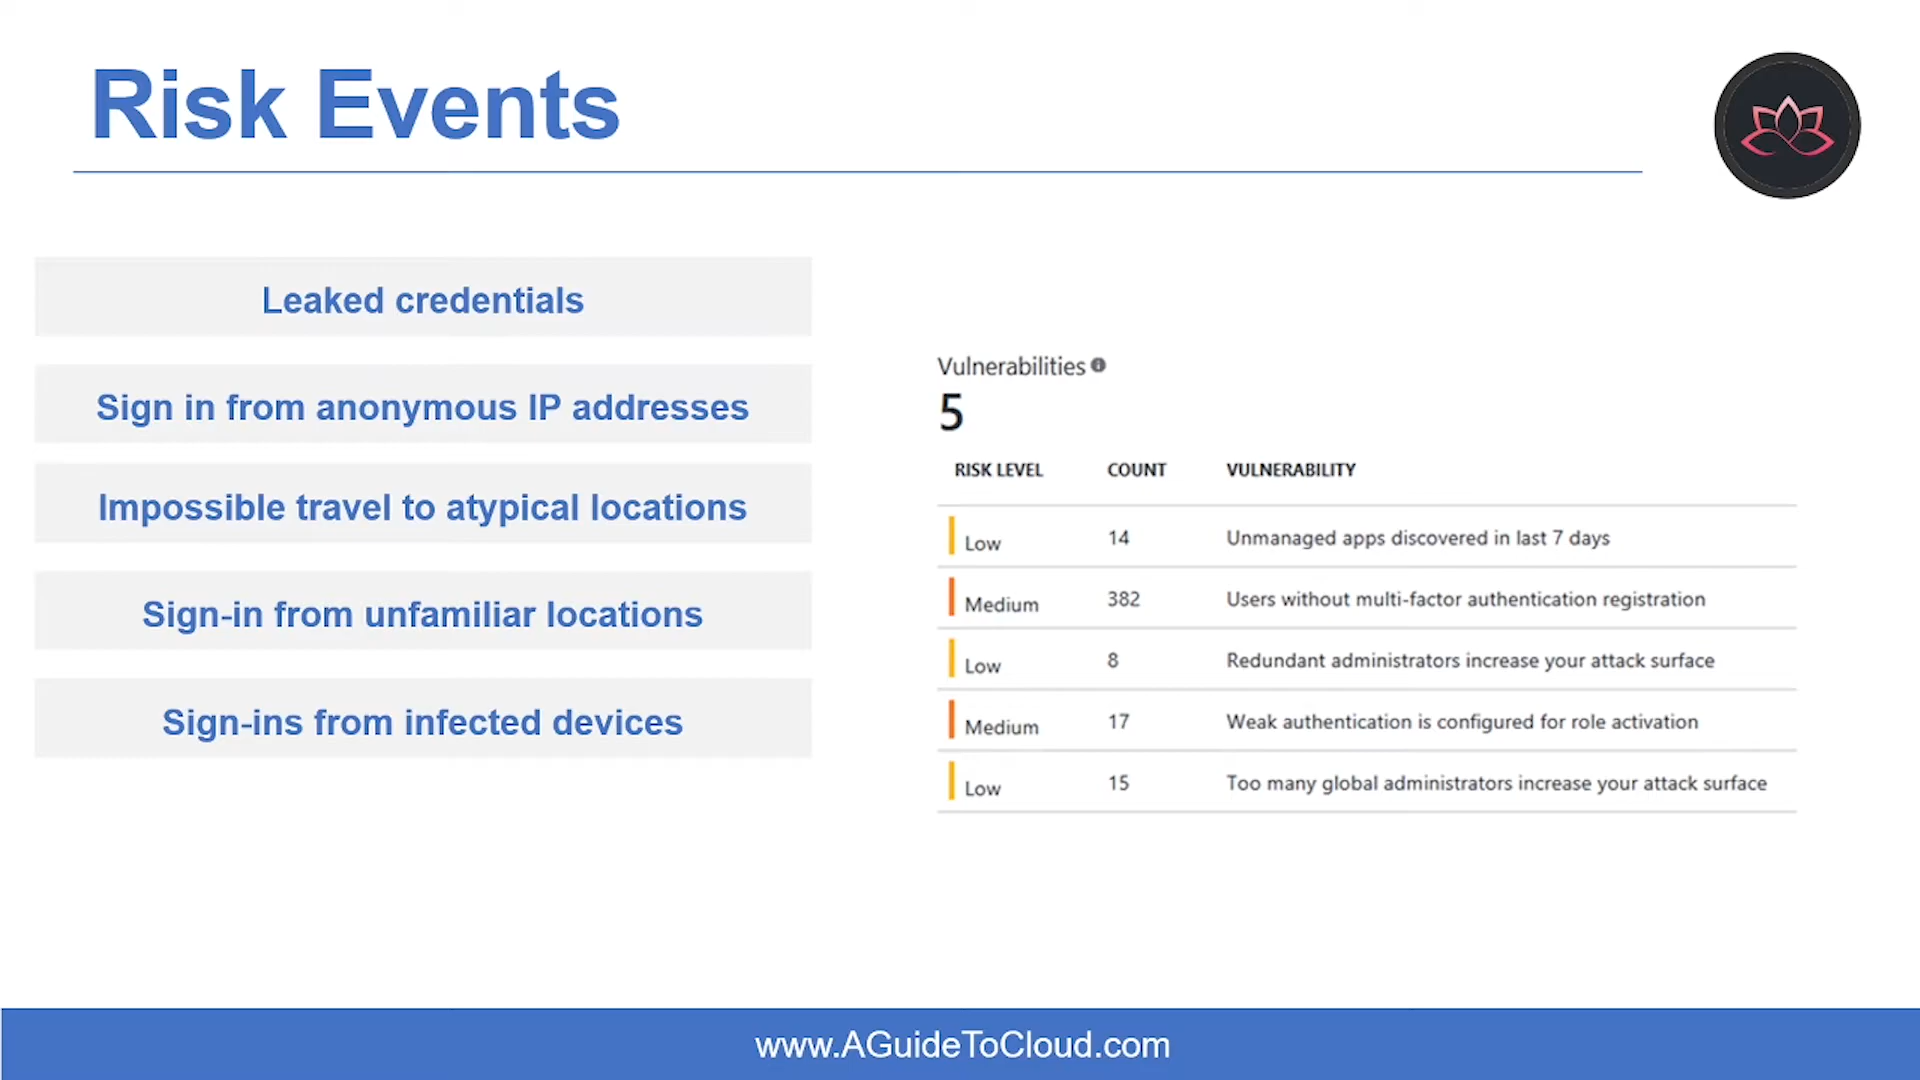 Risk Events
Leaked credentials
Sign in from anonymous IP addresses
Impossible travel to atypical locations
Sign-in from unfamiliar locations
Sign-ins from infected devices
Vulnerabilities
5
RISK LEVEL COUNT VULNERABILITY
Low 14 Unmanaged apps discovered in last 7 days
Medium 382 Users without multi-factor authentication registration
Low 8 Redundant administrators increase your attack surface
Medium 17 Weak authentication is configured for role activation
Low 15 Too many global administrators increase your attack surface
www.AGuideToCloud.com